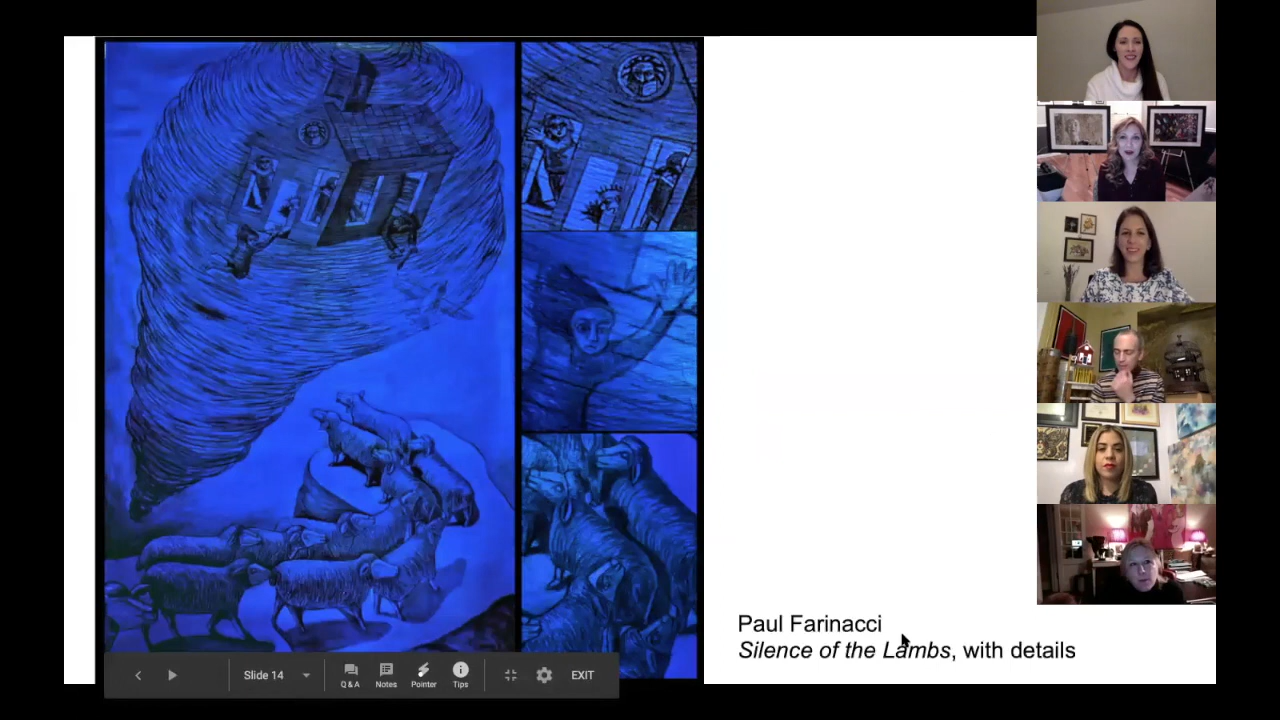 Paul Farinacci
Silence of the Lambs, with details
Slide 14
Q & A
Notes
Pointer
Tips
EXIT